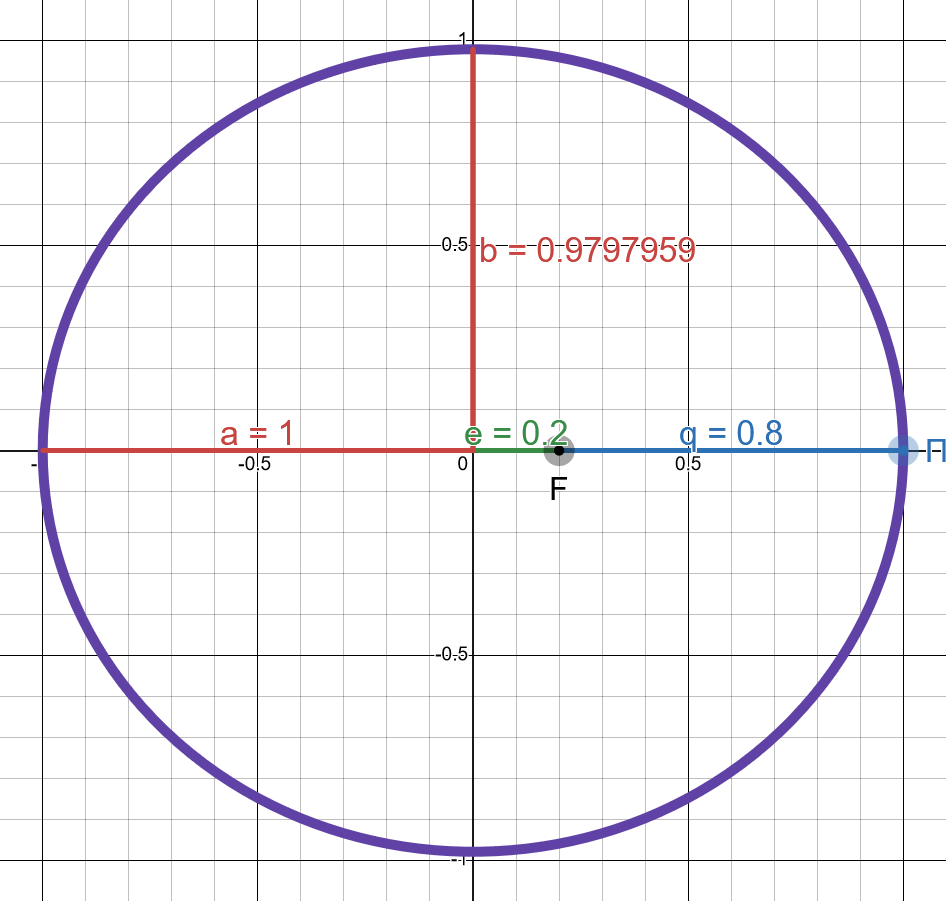 1
0.5
b = 0.9797959
a = 1
e = 0.2
q = 0.8
П
-
-0.5
0
0.5
F
-0.5
-1